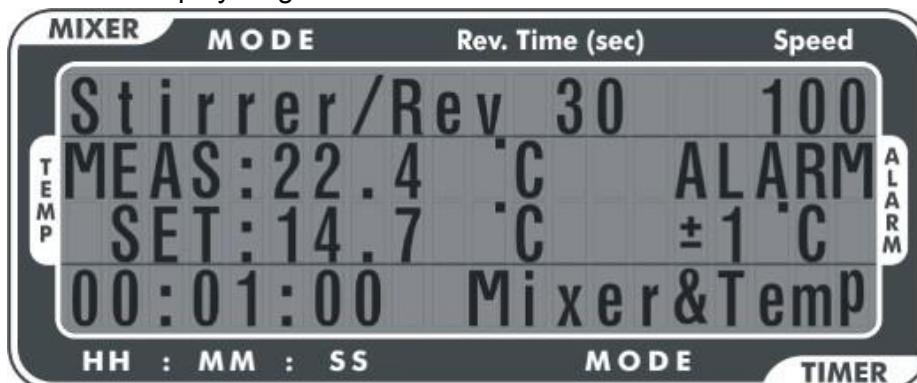 MIXER MODE Rev. Time (sec) Speed
Stirrer/Rev 30 100
TEMP MEAS:22.4 °C ALARM ALARM
SET:14.7 °C ±1 °C
00:01:00 Mixer&Temp
HH : MM : SS MODE TIMER